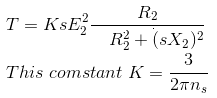 T = KsE_2^2 \frac{R_2}{R_2^2 + (sX_2)^2}
This comstant K = \frac{3}{2\pi n_s}